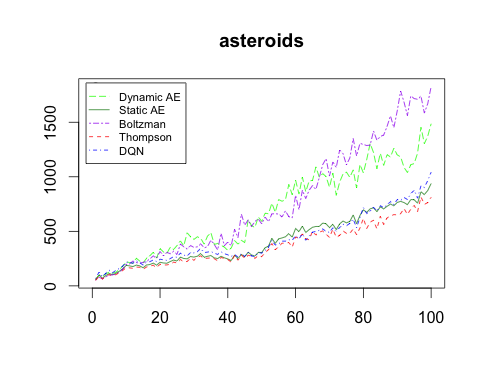 asteroids
Dynamic AE
Static AE
Boltzman
Thompson
DQN
1500
1000
500
0
0 20 40 60 80 100